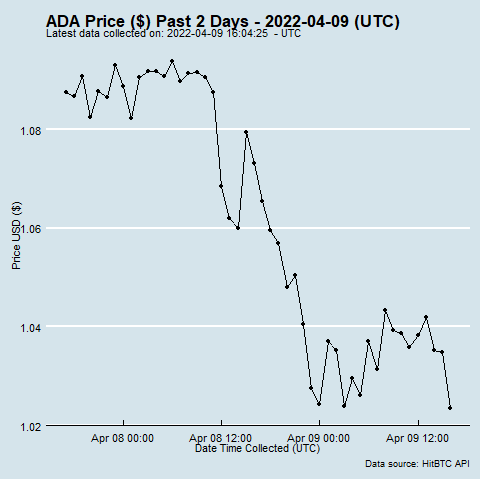 ADA Price ($) Past 2 Days - 2022-04-09 (UTC)
Latest data collected on: 2022-04-09 16:04:25  - UTC
1.08
1.06
1.04
1.02
Price USD ($)
Apr 08 00:00 Apr 08 12:00 Apr 09 00:00 Apr 09 12:00
Date Time Collected (UTC)
Data source: HitBTC API